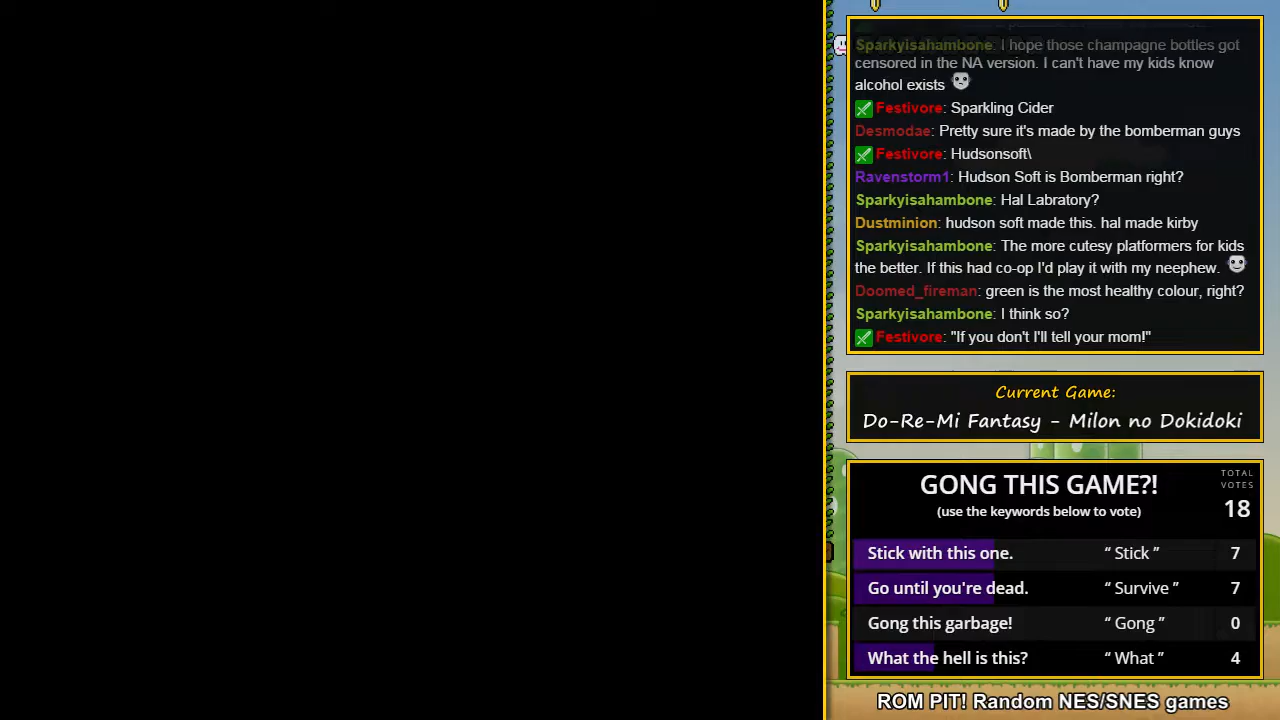 Sparkyisahambone: I hope those champagne bottles got
censored in the NA version. I can't have my kids know
alcohol exists
Festivore: Sparkling Cider
Desmodae: Pretty sure it's made by the bomberman guys
Festivore: Hudsonsoft\
Ravenstorm1: Hudson Soft is Bomberman right?
Sparkyisahambone: Hal Labratory?
Dustminion: hudson soft made this. hal made kirby
Sparkyisahambone: The more cutesy platformers for kids
the better. If this had co-op I'd play it with my neephew.
Doomed_fireman: green is the most healthy colour, right?
Sparkyisahambone: I think so?
Festivore: "If you don't I'll tell your mom!"
Current Game:
Do-Re-Mi Fantasy - Milon no Dokidoki
GONG THIS GAME?!
(use the keywords below to vote)
TOTAL
VOTES
18
Stick with this one. " Stick " 7
Go until you're dead. " Survive " 7
Gong this garbage! " Gong " 0
What the hell is this? " What " 4
ROM PIT! Random NES/SNES games